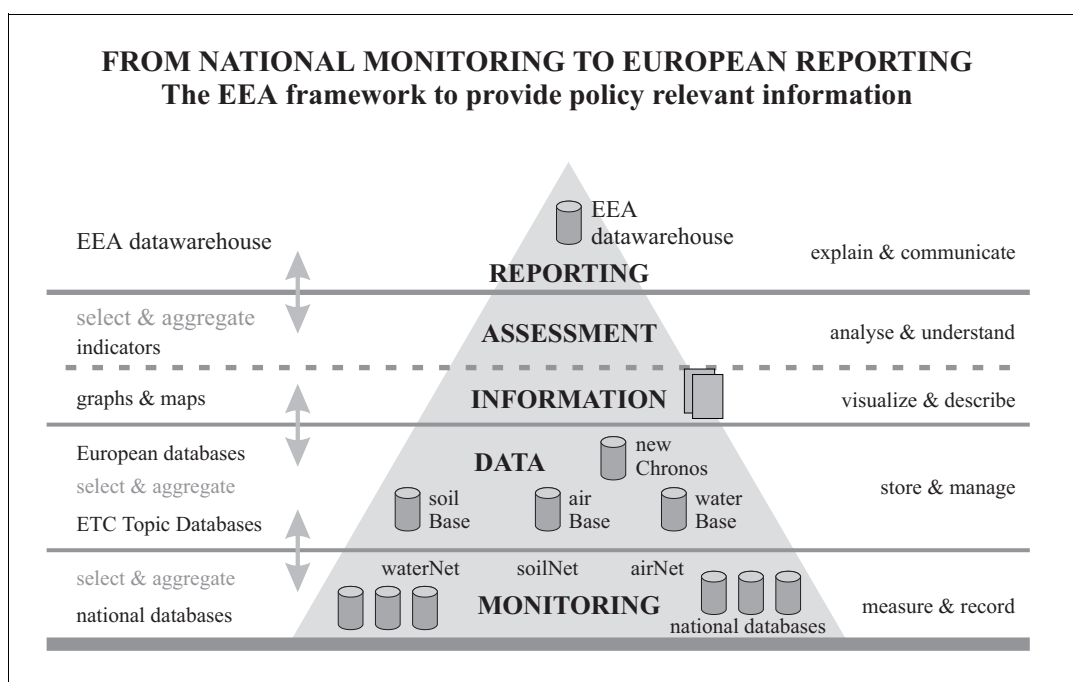 FROM NATIONAL MONITORING TO EUROPEAN REPORTING
The EEA framework to provide policy relevant information
EEA datawarehouse
EEA
datawarehouse
REPORTING
explain & communicate
select & aggregate
indicators
ASSESSMENT
analyse & understand
graphs & maps
INFORMATION
visualize & describe
European databases
select & aggregate
ETC Topic Databases
DATA
new
Chronos
soil
Base
air
Base
water
Base
store & manage
select & aggregate
national databases
waterNet soilNet airNet
MONITORING
national databases
measure & record